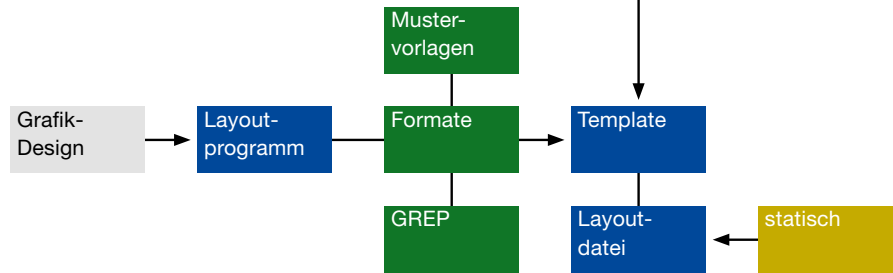 Muster-
vorlagen
Grafik-
Design
Layout-
programm
Formate
Template
GREP
Layout-
datei
statisch